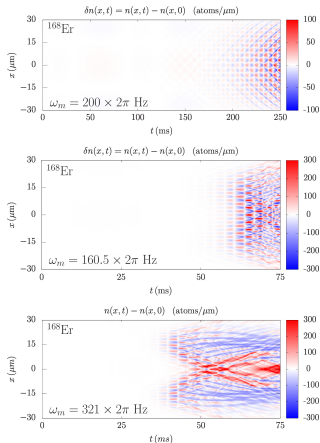 δn(x,t) = n(x,t) − n(x,0)   (atoms/μm)
30
15
0
−15
−30
x (μm)
¹⁶⁸Er
ω_m = 200 × 2π Hz
0 50 100 150 200 250
t (ms)
100
50
0
−50
−100
δn(x,t) = n(x,t) − n(x,0)   (atoms/μm)
30
15
0
−15
−30
x (μm)
¹⁶⁸Er
ω_m = 160.5 × 2π Hz
0 25 50 75
t (ms)
300
200
100
0
−100
−200
−300
n(x,t) − n(x,0)   (atoms/μm)
30
15
0
−15
−30
x (μm)
¹⁶⁸Er
ω_m = 321 × 2π Hz
0 25 50 75
t (ms)
300
200
100
0
−100
−200
−300